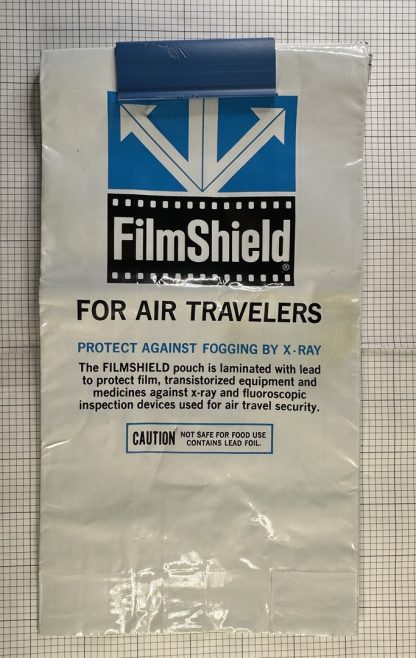 FilmShield®
FOR AIR TRAVELERS
PROTECT AGAINST FOGGING BY X-RAY
The FILMSHIELD pouch is laminated with lead
to protect film, transistorized equipment and
medicines against x-ray and fluoroscopic
inspection devices used for air travel security.
CAUTION NOT SAFE FOR FOOD USE
CONTAINS LEAD FOIL.